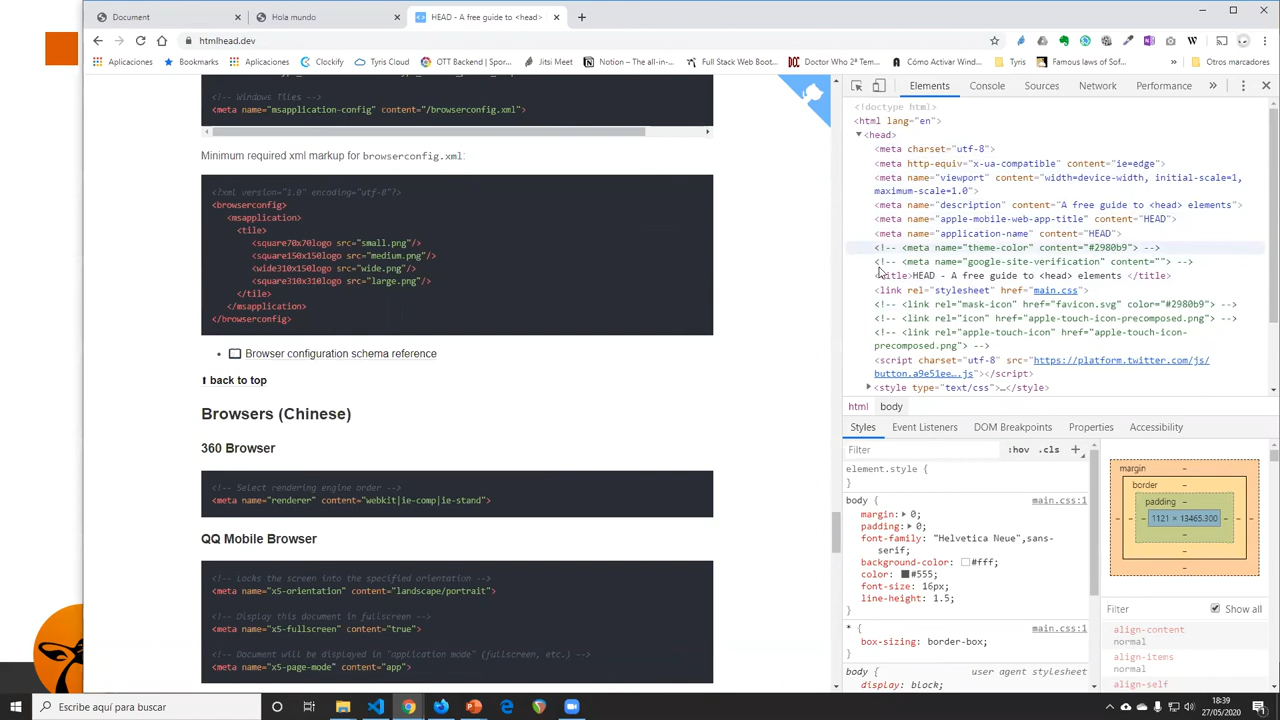 Document
Hola mundo
HEAD - A free guide to <head>
htmlhead.dev
Aplicaciones
Bookmarks
Aplicaciones
Clockify
Tyris Cloud
OTT Backend | Spor...
Jitsi Meet
Notion – The all-in-...
Full Stack Web Boot...
Doctor Who 2ª Tem...
Cómo Activar Win...
Tyris
Famous laws of Sof...
Otros marcadores
<!-- Windows Tiles -->
<meta name="msapplication-config" content="/browserconfig.xml">
Minimum required xml markup for browserconfig.xml:
<?xml version="1.0" encoding="utf-8"?>
<browserconfig>
<msapplication>
<tile>
<square70x70logo src="small.png"/>
<square150x150logo src="medium.png"/>
<wide310x150logo src="wide.png"/>
<square310x310logo src="large.png"/>
</tile>
</msapplication>
</browserconfig>
Browser configuration schema reference
⬆ back to top
Browsers (Chinese)
360 Browser
<!-- Select rendering engine order -->
<meta name="renderer" content="webkit|ie-comp|ie-stand">
QQ Mobile Browser
<!-- Locks the screen into the specified orientation -->
<meta name="x5-orientation" content="landscape/portrait">
<!-- Display this document in fullscreen -->
<meta name="x5-fullscreen" content="true">
<!-- Document will be displayed in "application mode" (fullscreen, etc.) -->
<meta name="x5-page-mode" content="app">
Elements
Console
Sources
Network
Performance
<!doctype html>
<html lang="en">
<head>
<meta charset="utf-8">
<meta http-equiv="x-ua-compatible" content="ie=edge">
<meta name="viewport" content="width=device-width, initial-scale=1,
maximum-scale=1.0">
<meta name="description" content="A free guide to <head> elements">
<meta name="apple-mobile-web-app-title" content="HEAD">
<meta name="application-name" content="HEAD">
<!-- <meta name="theme-color" content="#2980b9"> -->
<!-- <meta name="google-site-verification" content=""> -->
<title>HEAD - A free guide to <head> elements </title>
<link rel="stylesheet" href="main.css">
<!-- <link rel="mask-icon" href="favicon.svg" color="#2980b9"> -->
<!-- <link rel="icon" href="apple-touch-icon-precomposed.png"> -->
<!-- <link rel="apple-touch-icon" href="apple-touch-icon-
precomposed.png"> -->
<script charset="utf-8" src="https://platform.twitter.com/js/
button.a9e51ee….js"></script>
<style type="text/css">…</style>
html
body
Styles
Event Listeners
DOM Breakpoints
Properties
Accessibility
Filter
:hov .cls
element.style {
}
body { main.css:1
margin: 0;
padding: 0;
font-family: "Helvetica Neue",sans-
serif;
background-color: #fff;
color: #555;
font-size: 16px;
line-height: 1.5;
}
* { main.css:1
box-sizing: border-box;
}
body { user agent stylesheet
display: block;
margin –
border –
padding –
1121 × 13465.300
Filter
Show all
align-content
normal
align-items
normal
align-self
Escribe aquí para buscar
18:39
27/05/2020